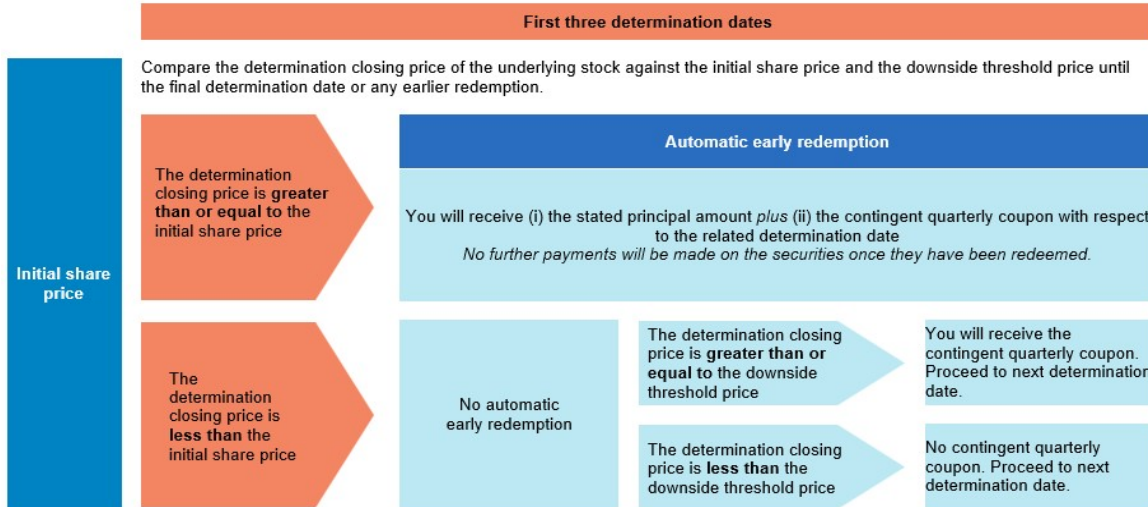 First three determination dates
Compare the determination closing price of the underlying stock against the initial share price and the downside threshold price until
the final determination date or any earlier redemption.
Initial share
price
The determination
closing price is greater
than or equal to the
initial share price
Automatic early redemption
You will receive (i) the stated principal amount plus (ii) the contingent quarterly coupon with respect
to the related determination date
No further payments will be made on the securities once they have been redeemed.
The
determination
closing price is
less than the
initial share price
No automatic
early redemption
The determination closing
price is greater than or
equal to the downside
threshold price
You will receive the
contingent quarterly coupon.
Proceed to next determination
date.
The determination closing
price is less than the
downside threshold price
No contingent quarterly
coupon. Proceed to next
determination date.